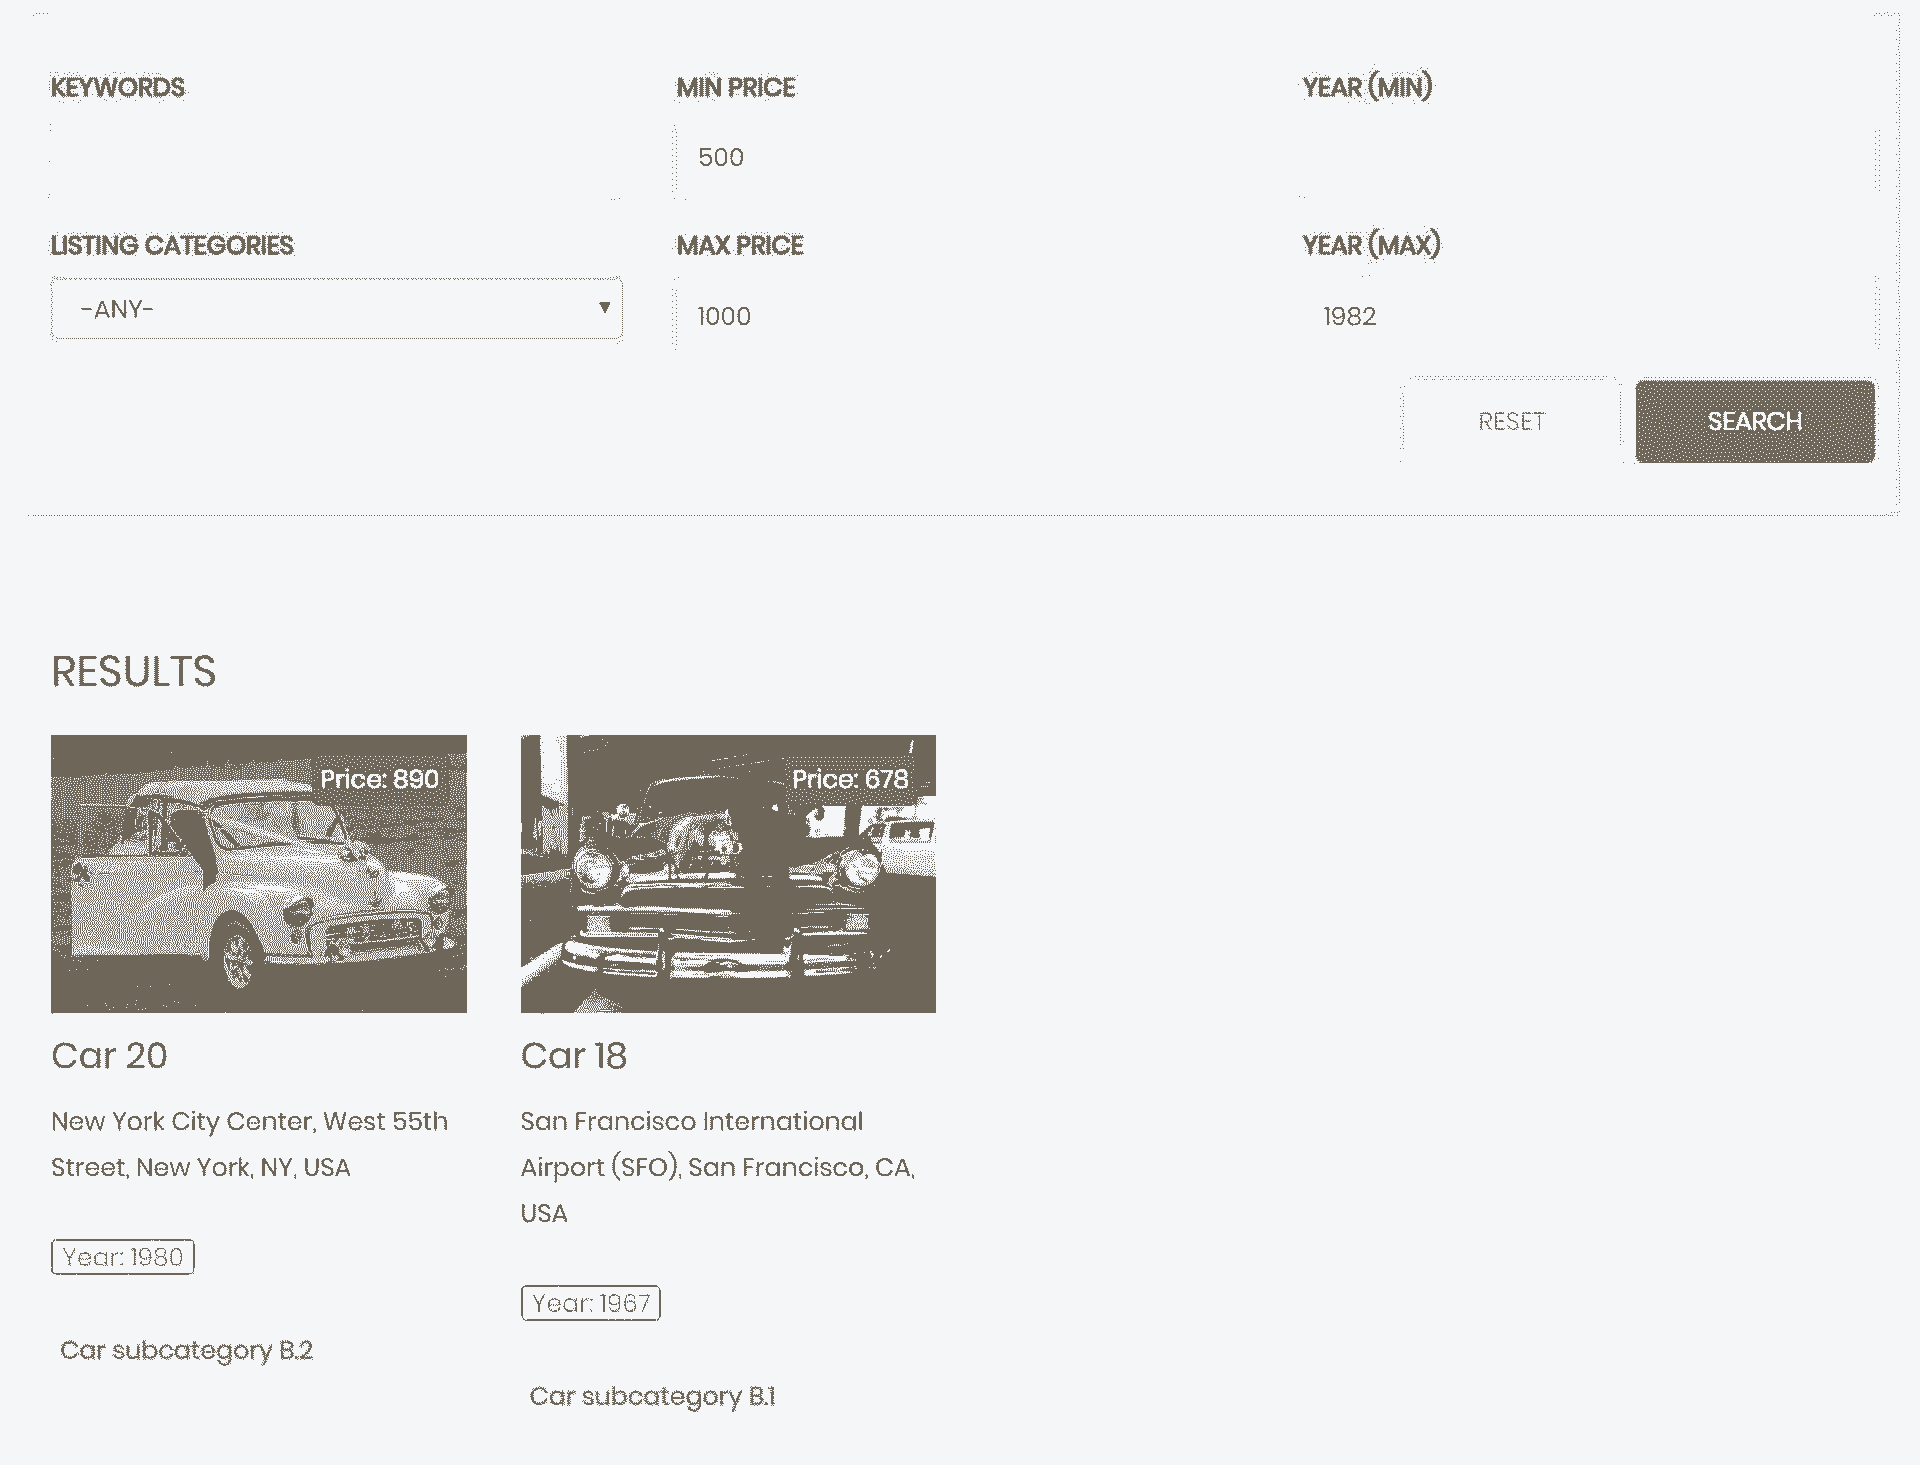 KEYWORDS
MIN PRICE
YEAR (MIN)
500
LISTING CATEGORIES
MAX PRICE
YEAR (MAX)
-ANY-
1000
1982
RESET
SEARCH
RESULTS
Price: 890
Price: 678
Car 20
New York City Center, West 55th
Street, New York, NY, USA
Year: 1980
Car subcategory B.2
Car 18
San Francisco International
Airport (SFO), San Francisco, CA,
USA
Year: 1967
Car subcategory B.1